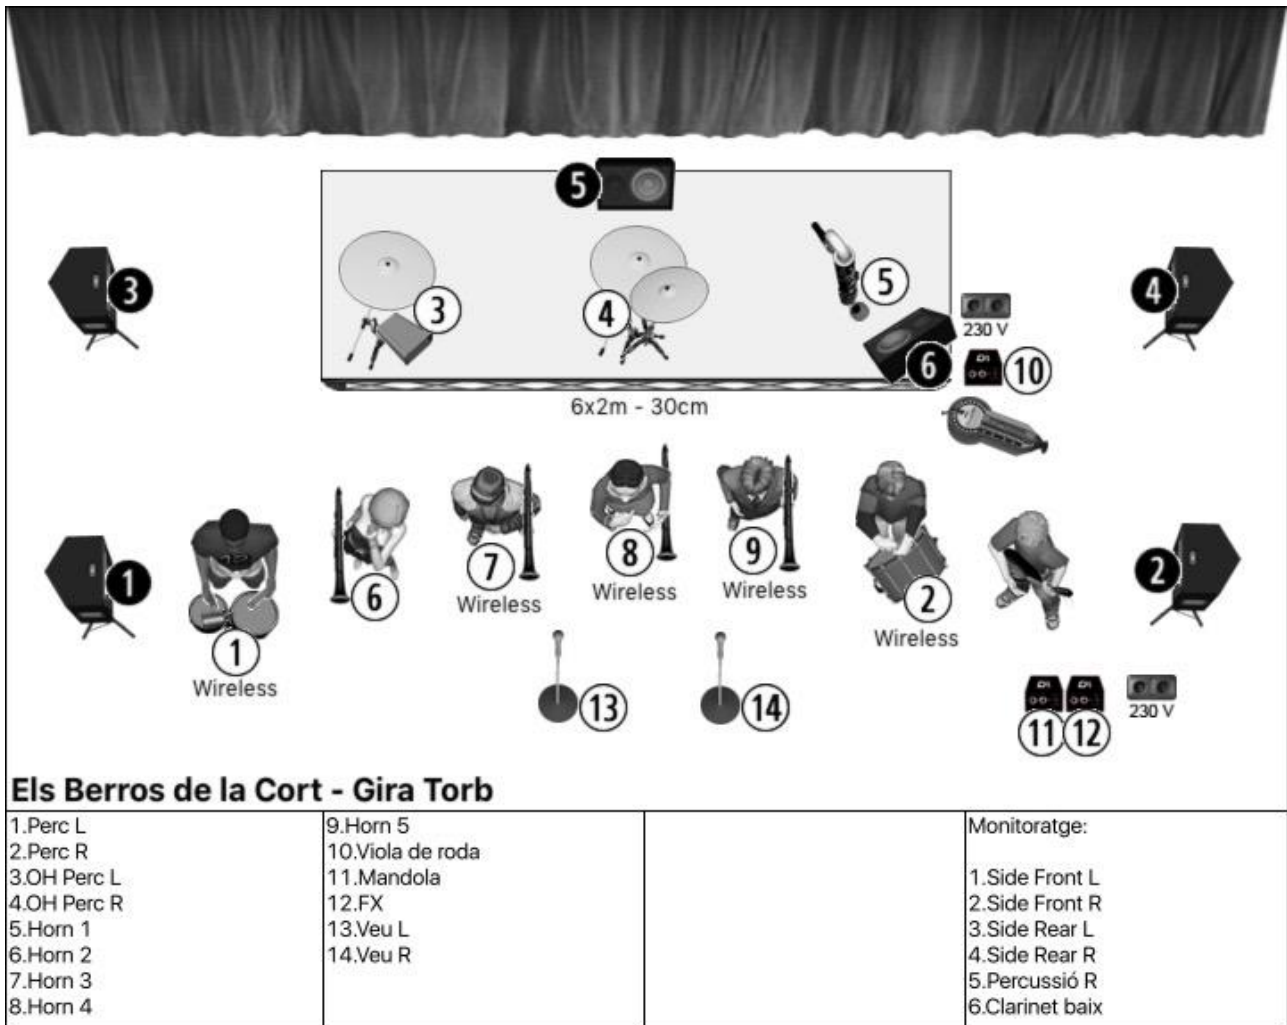 5
3
3
4
5
4
230 V
6
10
6x2m - 30cm
1
6
7
8
9
2
2
Wireless
Wireless
Wireless
Wireless
1
Wireless
13
14
230 V
11
12
Els Berros de la Cort - Gira Torb
1.Perc L
2.Perc R
3.OH Perc L
4.OH Perc R
5.Horn 1
6.Horn 2
7.Horn 3
8.Horn 4
9.Horn 5
10.Viola de roda
11.Mandola
12.FX
13.Veu L
14.Veu R
Monitoratge:
1.Side Front L
2.Side Front R
3.Side Rear L
4.Side Rear R
5.Percussió R
6.Clarinet baix